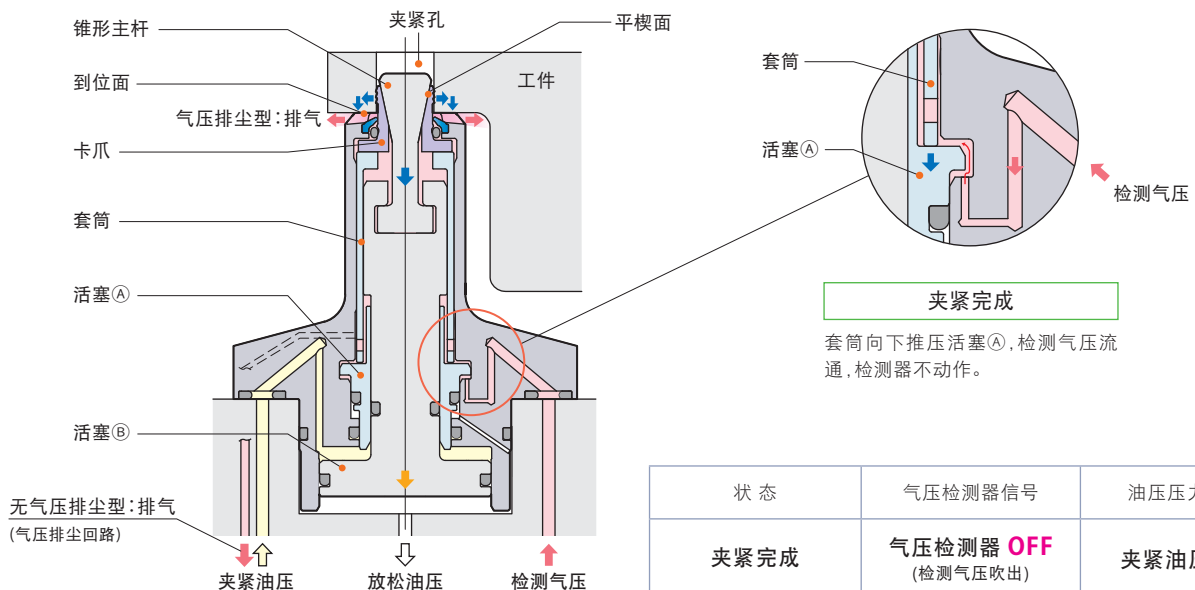 夹紧孔
锥形主杆
平楔面
工件
到位面
气压排尘型:排气
卡爪
套筒
活塞Ⓐ
活塞Ⓑ
无气压排尘型:排气
(气压排尘回路)
夹紧油压
放松油压
检测气压
套筒
活塞Ⓐ
检测气压
夹紧完成
套筒向下推压活塞Ⓐ,检测气压流
通,检测器不动作。
状 态
气压检测器信号
油压压力
夹紧完成
气压检测器 OFF
(检测气压吹出)
夹紧油压